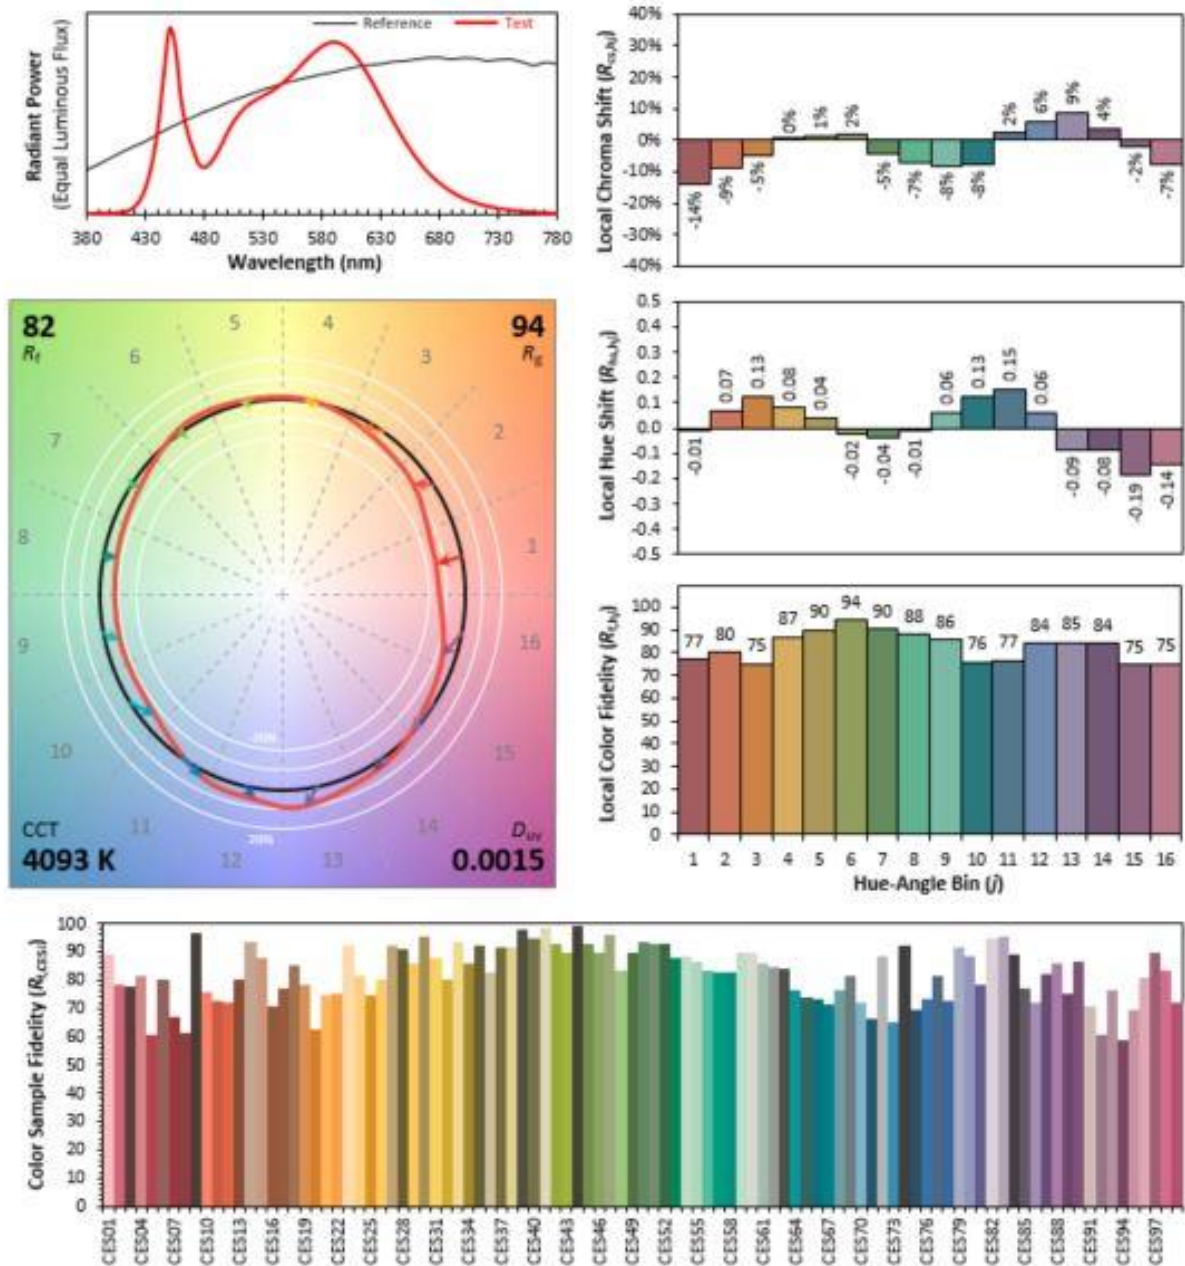 Reference
Test
Radiant Power
(Equal Luminous Flux)
380 430 480 530 580 630 680 730 780
Wavelength (nm)
Local Chroma Shift (Rcs,hj)
40%
30%
20%
10%
0%
-10%
-20%
-30%
-40%
-14% -9% -5% 0% 1% 2% -5% -7% -8% -8% 2% 6% 9% 4% -2% -7%
82
Rf
94
Rg
5 4
6 3
7 2
8 1
9 16
10 15
11 14
12 13
20%
CCT
4093 K
Duv
0.0015
Local Hue Shift (Rhs,hj)
0.5
0.4
0.3
0.2
0.1
0.0
-0.1
-0.2
-0.3
-0.4
-0.5
-0.01 0.07 0.13 0.08 0.04 -0.02 -0.04 -0.01 0.06 0.13 0.15 0.06 -0.09 -0.08 -0.19 -0.14
Local Color Fidelity (Rf,hj)
100
90
80
70
60
50
40
30
20
10
0
77 80 75 87 90 94 90 88 86 76 77 84 85 84 75 75
1 2 3 4 5 6 7 8 9 10 11 12 13 14 15 16
Hue-Angle Bin (j)
Color Sample Fidelity (Rf,CESi)
100
90
80
70
60
50
40
30
20
10
0
CES01 CES04 CES07 CES10 CES13 CES16 CES19 CES22 CES25 CES28 CES31 CES34 CES37 CES40 CES43 CES46 CES49 CES52 CES55 CES58 CES61 CES64 CES67 CES70 CES73 CES76 CES79 CES82 CES85 CES88 CES91 CES94 CES97